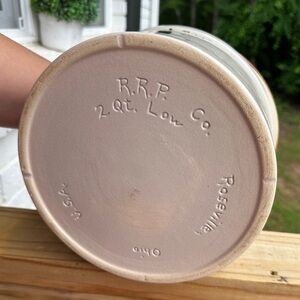 R.R.P. Co.
2 Qt. Low
Roseville,
Ohio
U.S.A.